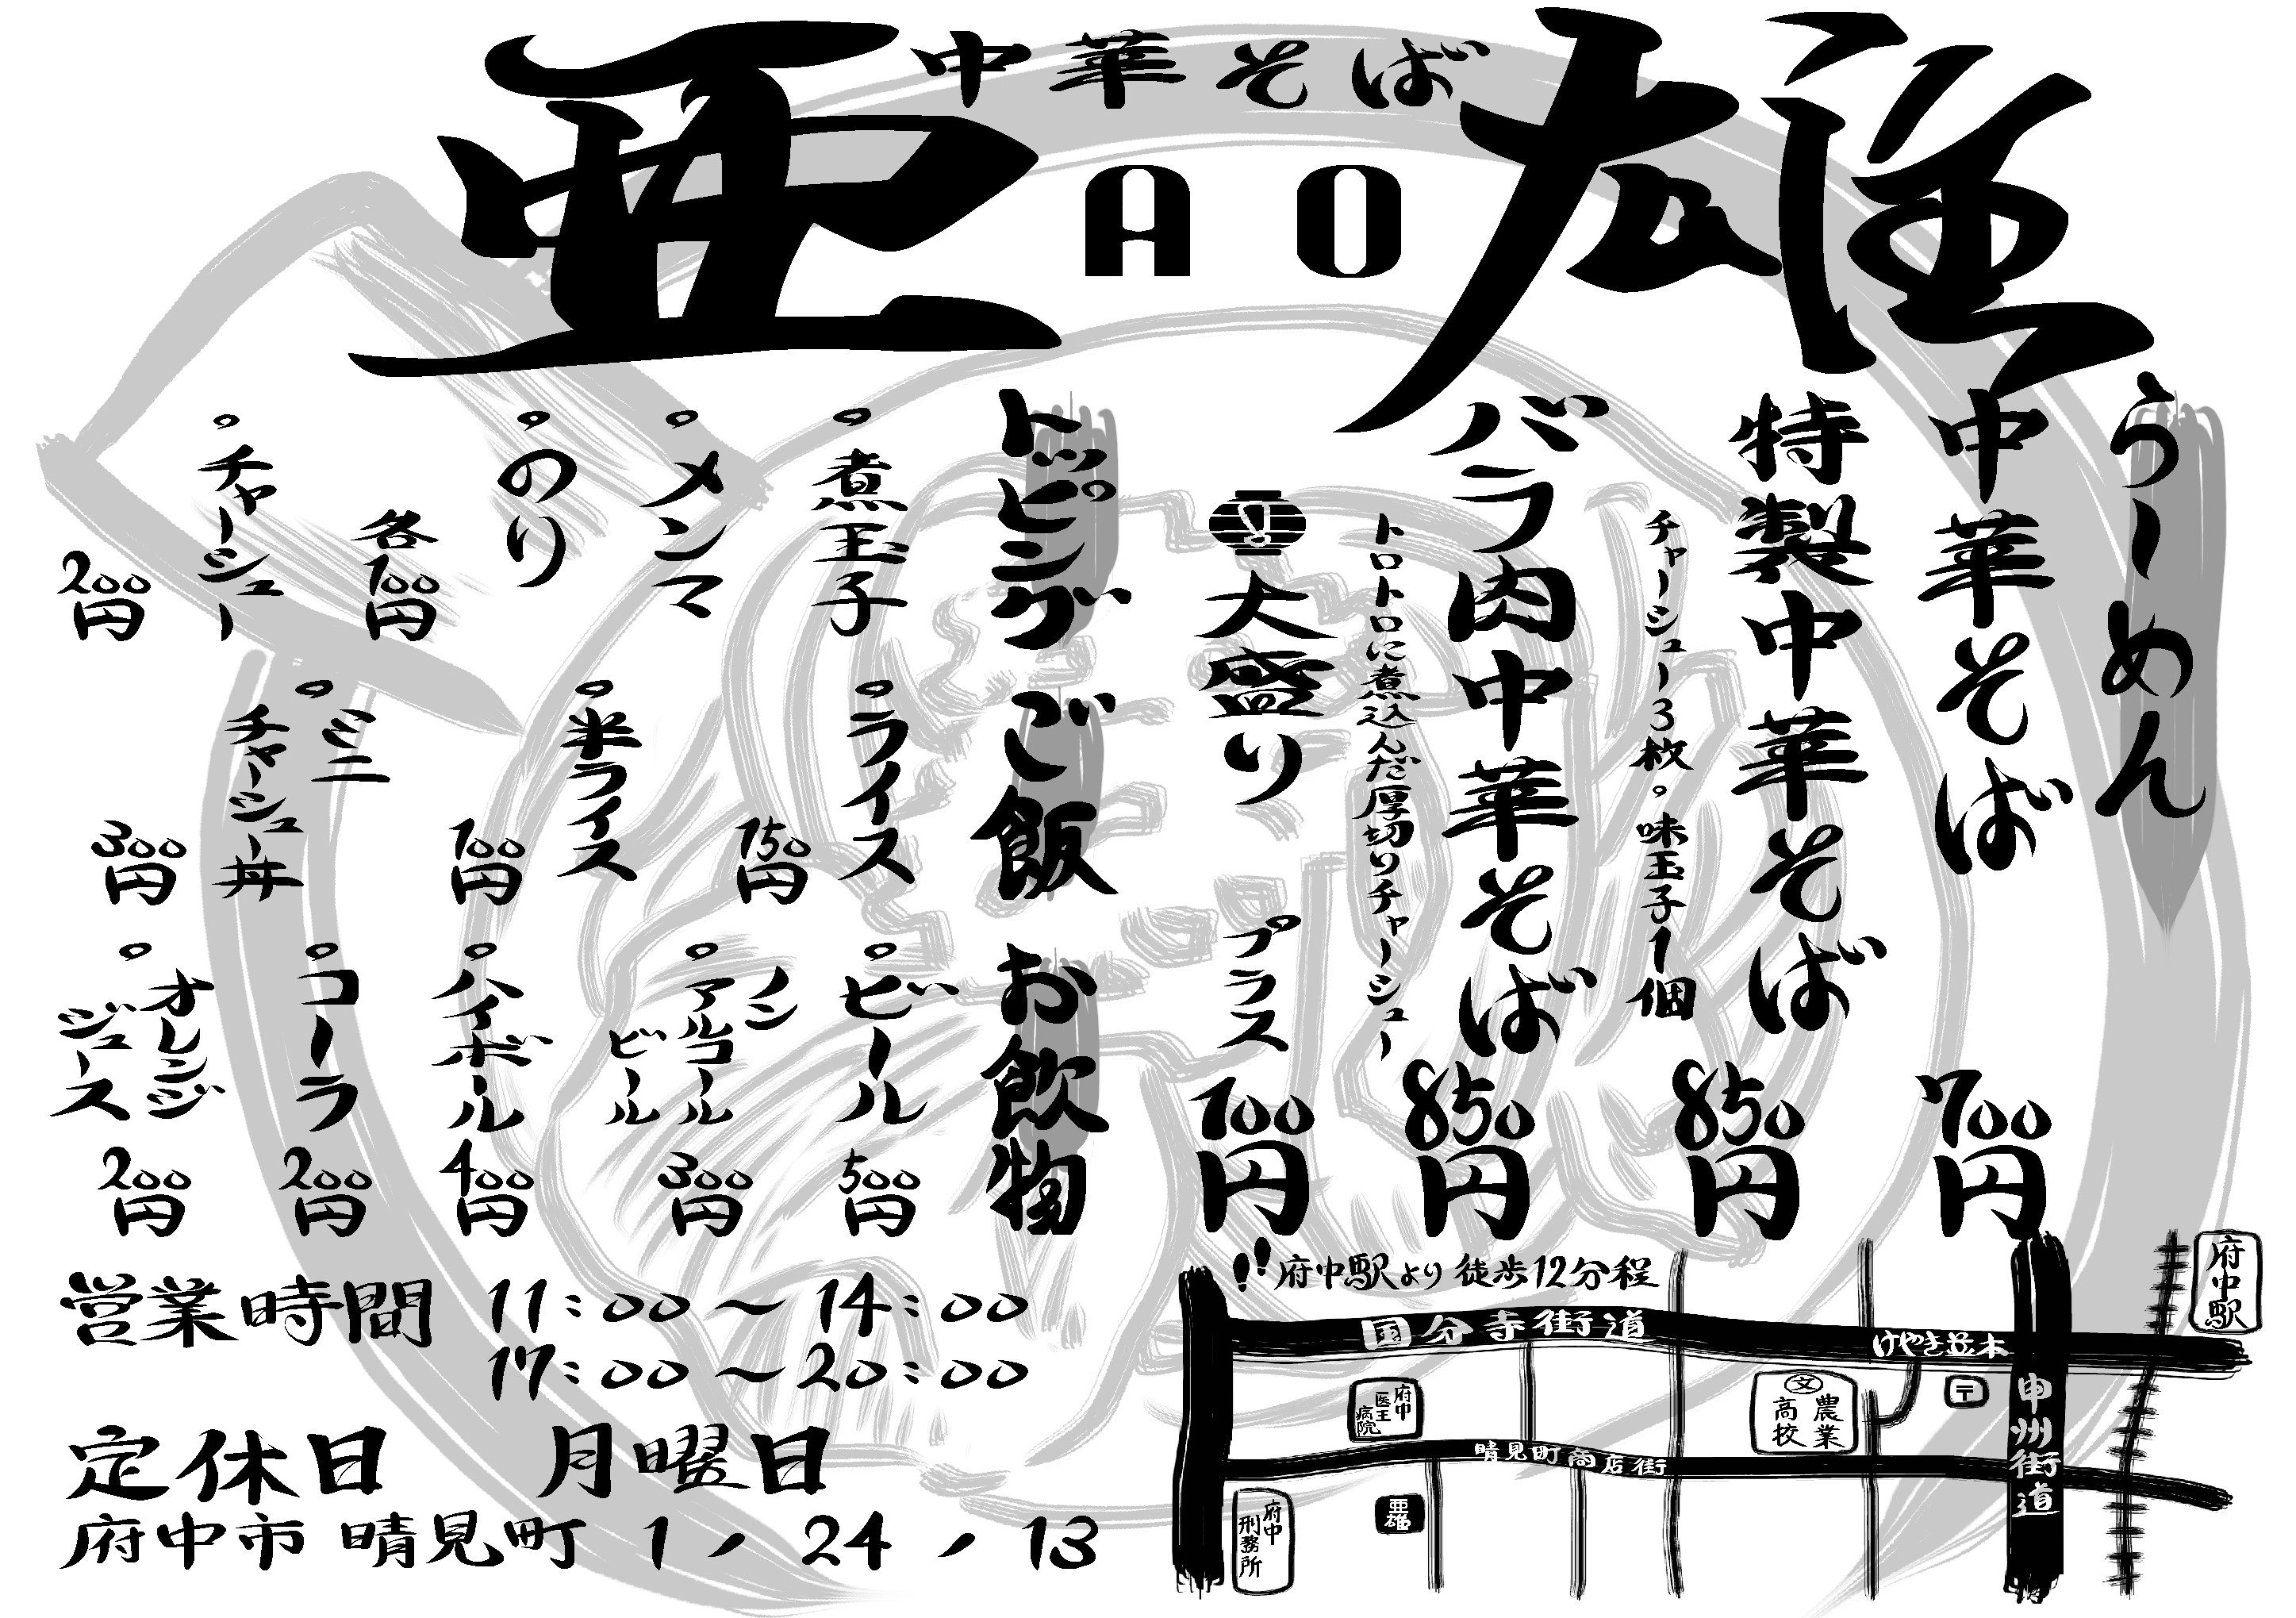 中華そば
亜雄
AO
らーめん
中華そば
700円
特製中華そば
850円
チャーシュー3枚。味玉子1個
バラ肉中華そば
850円
トロトロに煮込んだ厚切りチャーシュー
大盛り
プラス
100円
トッピング
。煮玉子
。メンマ
。のり
各100円
。チャーシュー
200円
ご飯
。ライス
150円
。半ライス
100円
。ミニ
チャーシュー丼
300円
お飲物
。ビール
500円
。ノン
アルコール
ビール
300円
。ハイボール
400円
。コーラ
200円
。オレンジ
ジュース
200円
営業時間 11:00〜14:00
17:00〜20:00
定休日 月曜日
府中市 晴見町 1 ノ 24 ノ 13
!!府中駅より徒歩12分程
府中駅
国分寺街道
けやき並木
甲州街道
〒
文
農業
高校
府中
医王
病院
晴見町商店街
亜雄
府中
刑務所